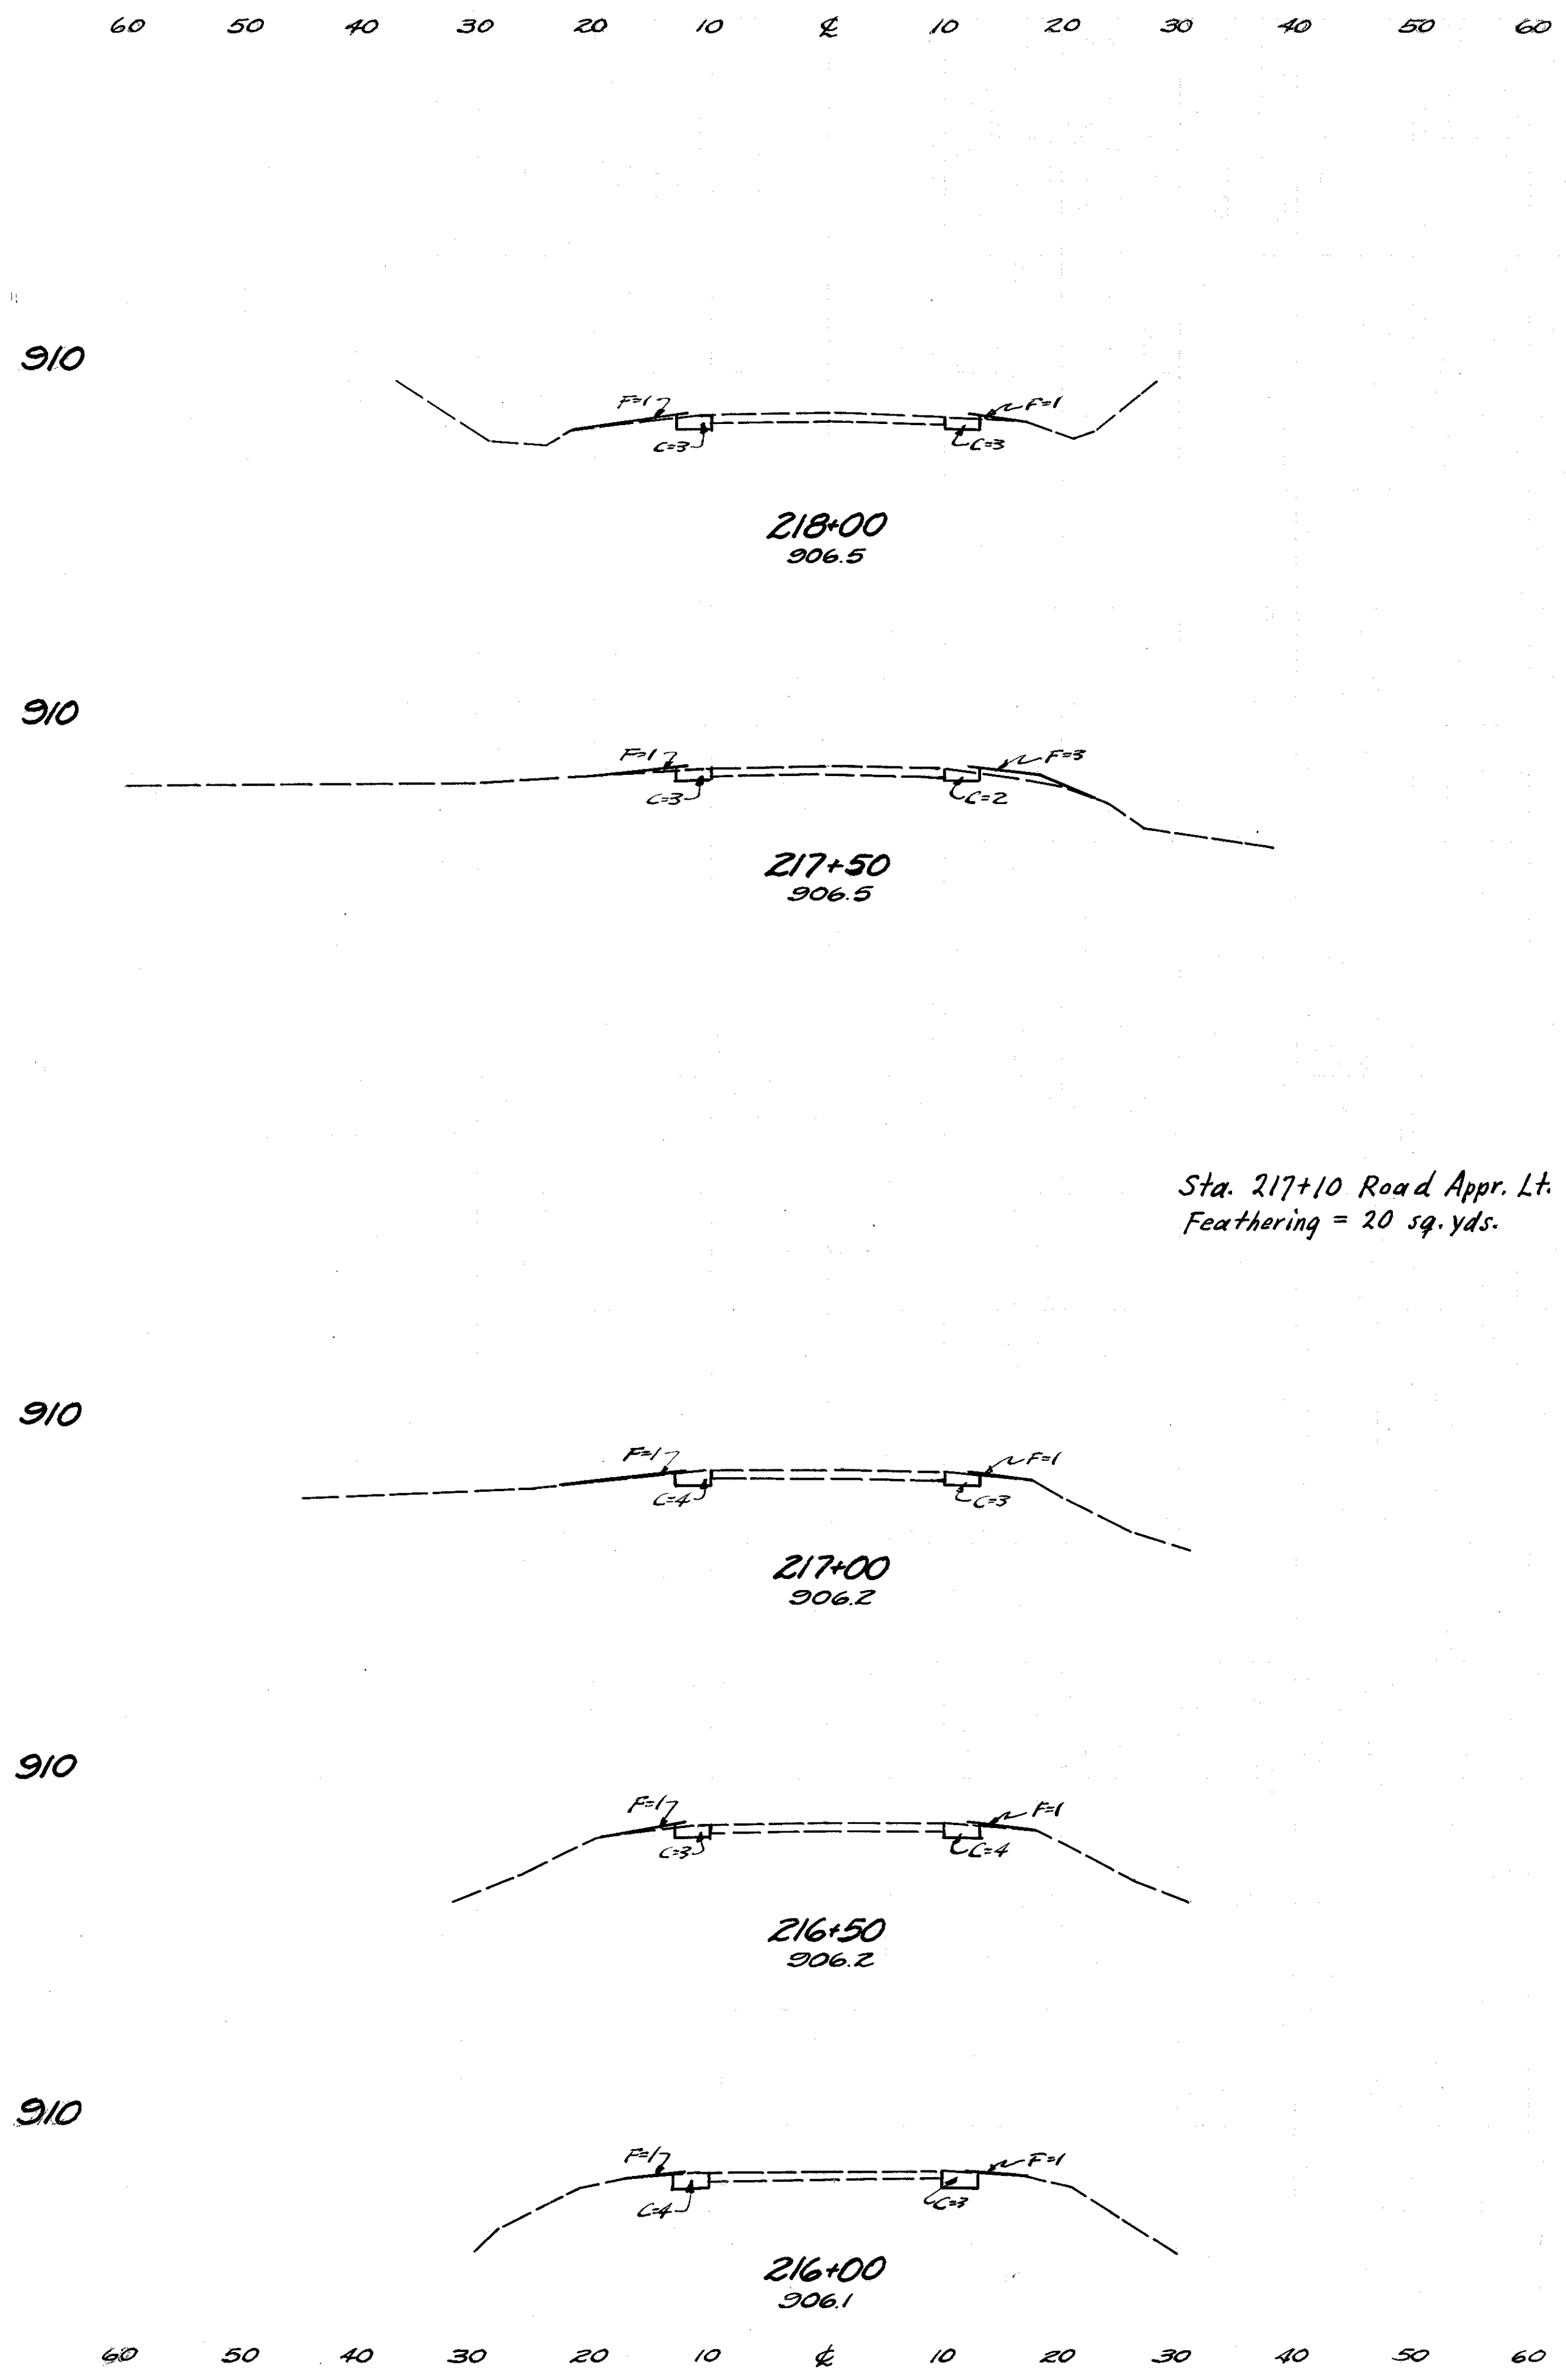 60 50 40 30 20 10 ℄ 10 20 30 40 50 60
910
F=1 F=1
C=3 C=3
218+00
906.5
910
F=1 F=3
C=3 C=2
217+50
906.5
Sta. 217+10 Road Appr. Lt.
Feathering = 20 sq. yds.
910
F=1 F=1
C=4 C=3
217+00
906.2
910
F=1 F=1
C=3 C=4
216+50
906.2
910
F=1 F=1
C=4 C=3
216+00
906.1
60 50 40 30 20 10 ℄ 10 20 30 40 50 60